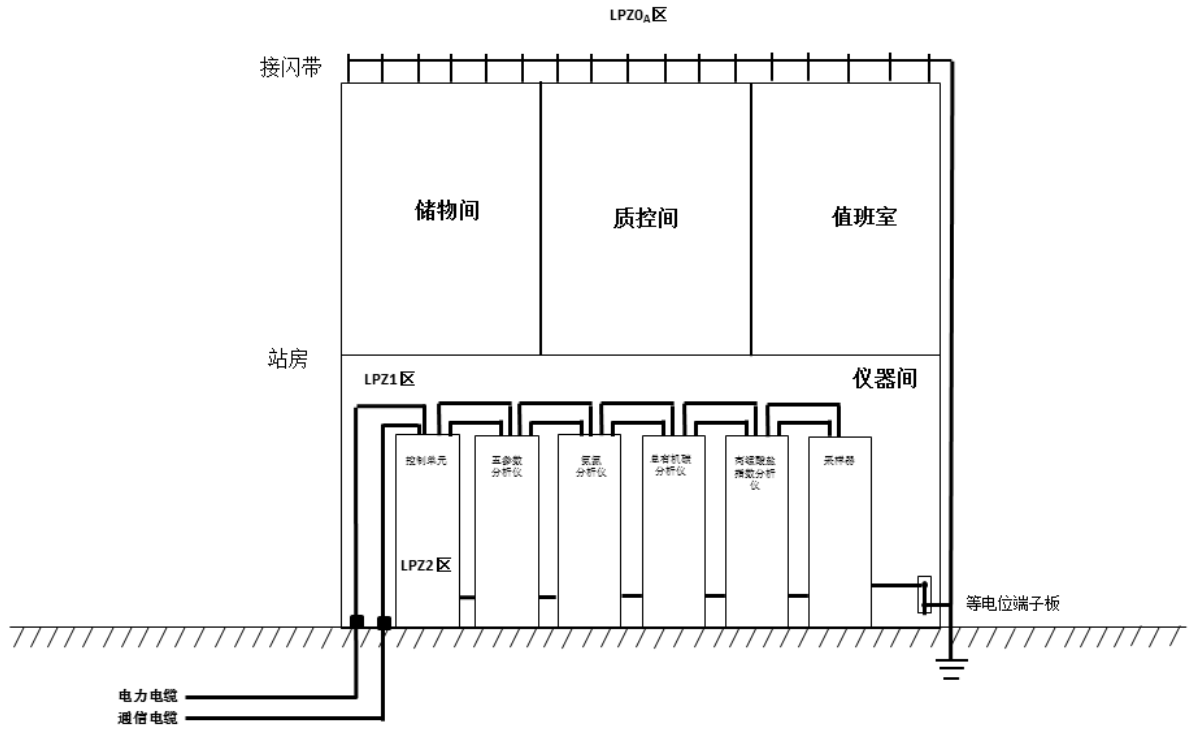 LPZ0A区
接闪带
储物间
质控间
值班室
站房
LPZ1区
仪器间
控制单元
五参数
分析仪
氨氮
分析仪
总有机碳
分析仪
高锰酸盐
指数分析
仪
采样器
LPZ2区
等电位端子板
电力电缆
通信电缆